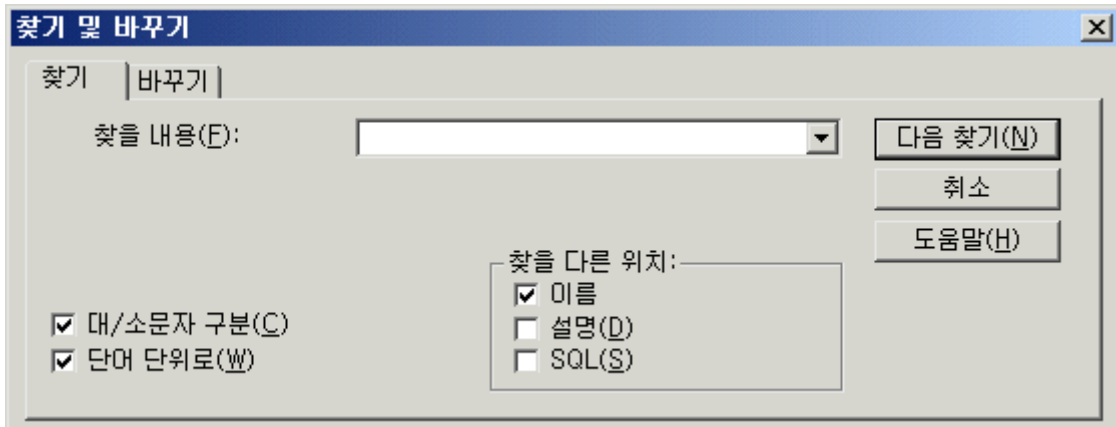 찾기 및 바꾸기
찾기 바꾸기
찾을 내용(F): 다음 찾기(N)
취소
도움말(H)
찾을 다른 위치:
이름
대/소문자 구분(C) 설명(D)
단어 단위로(W) SQL(S)